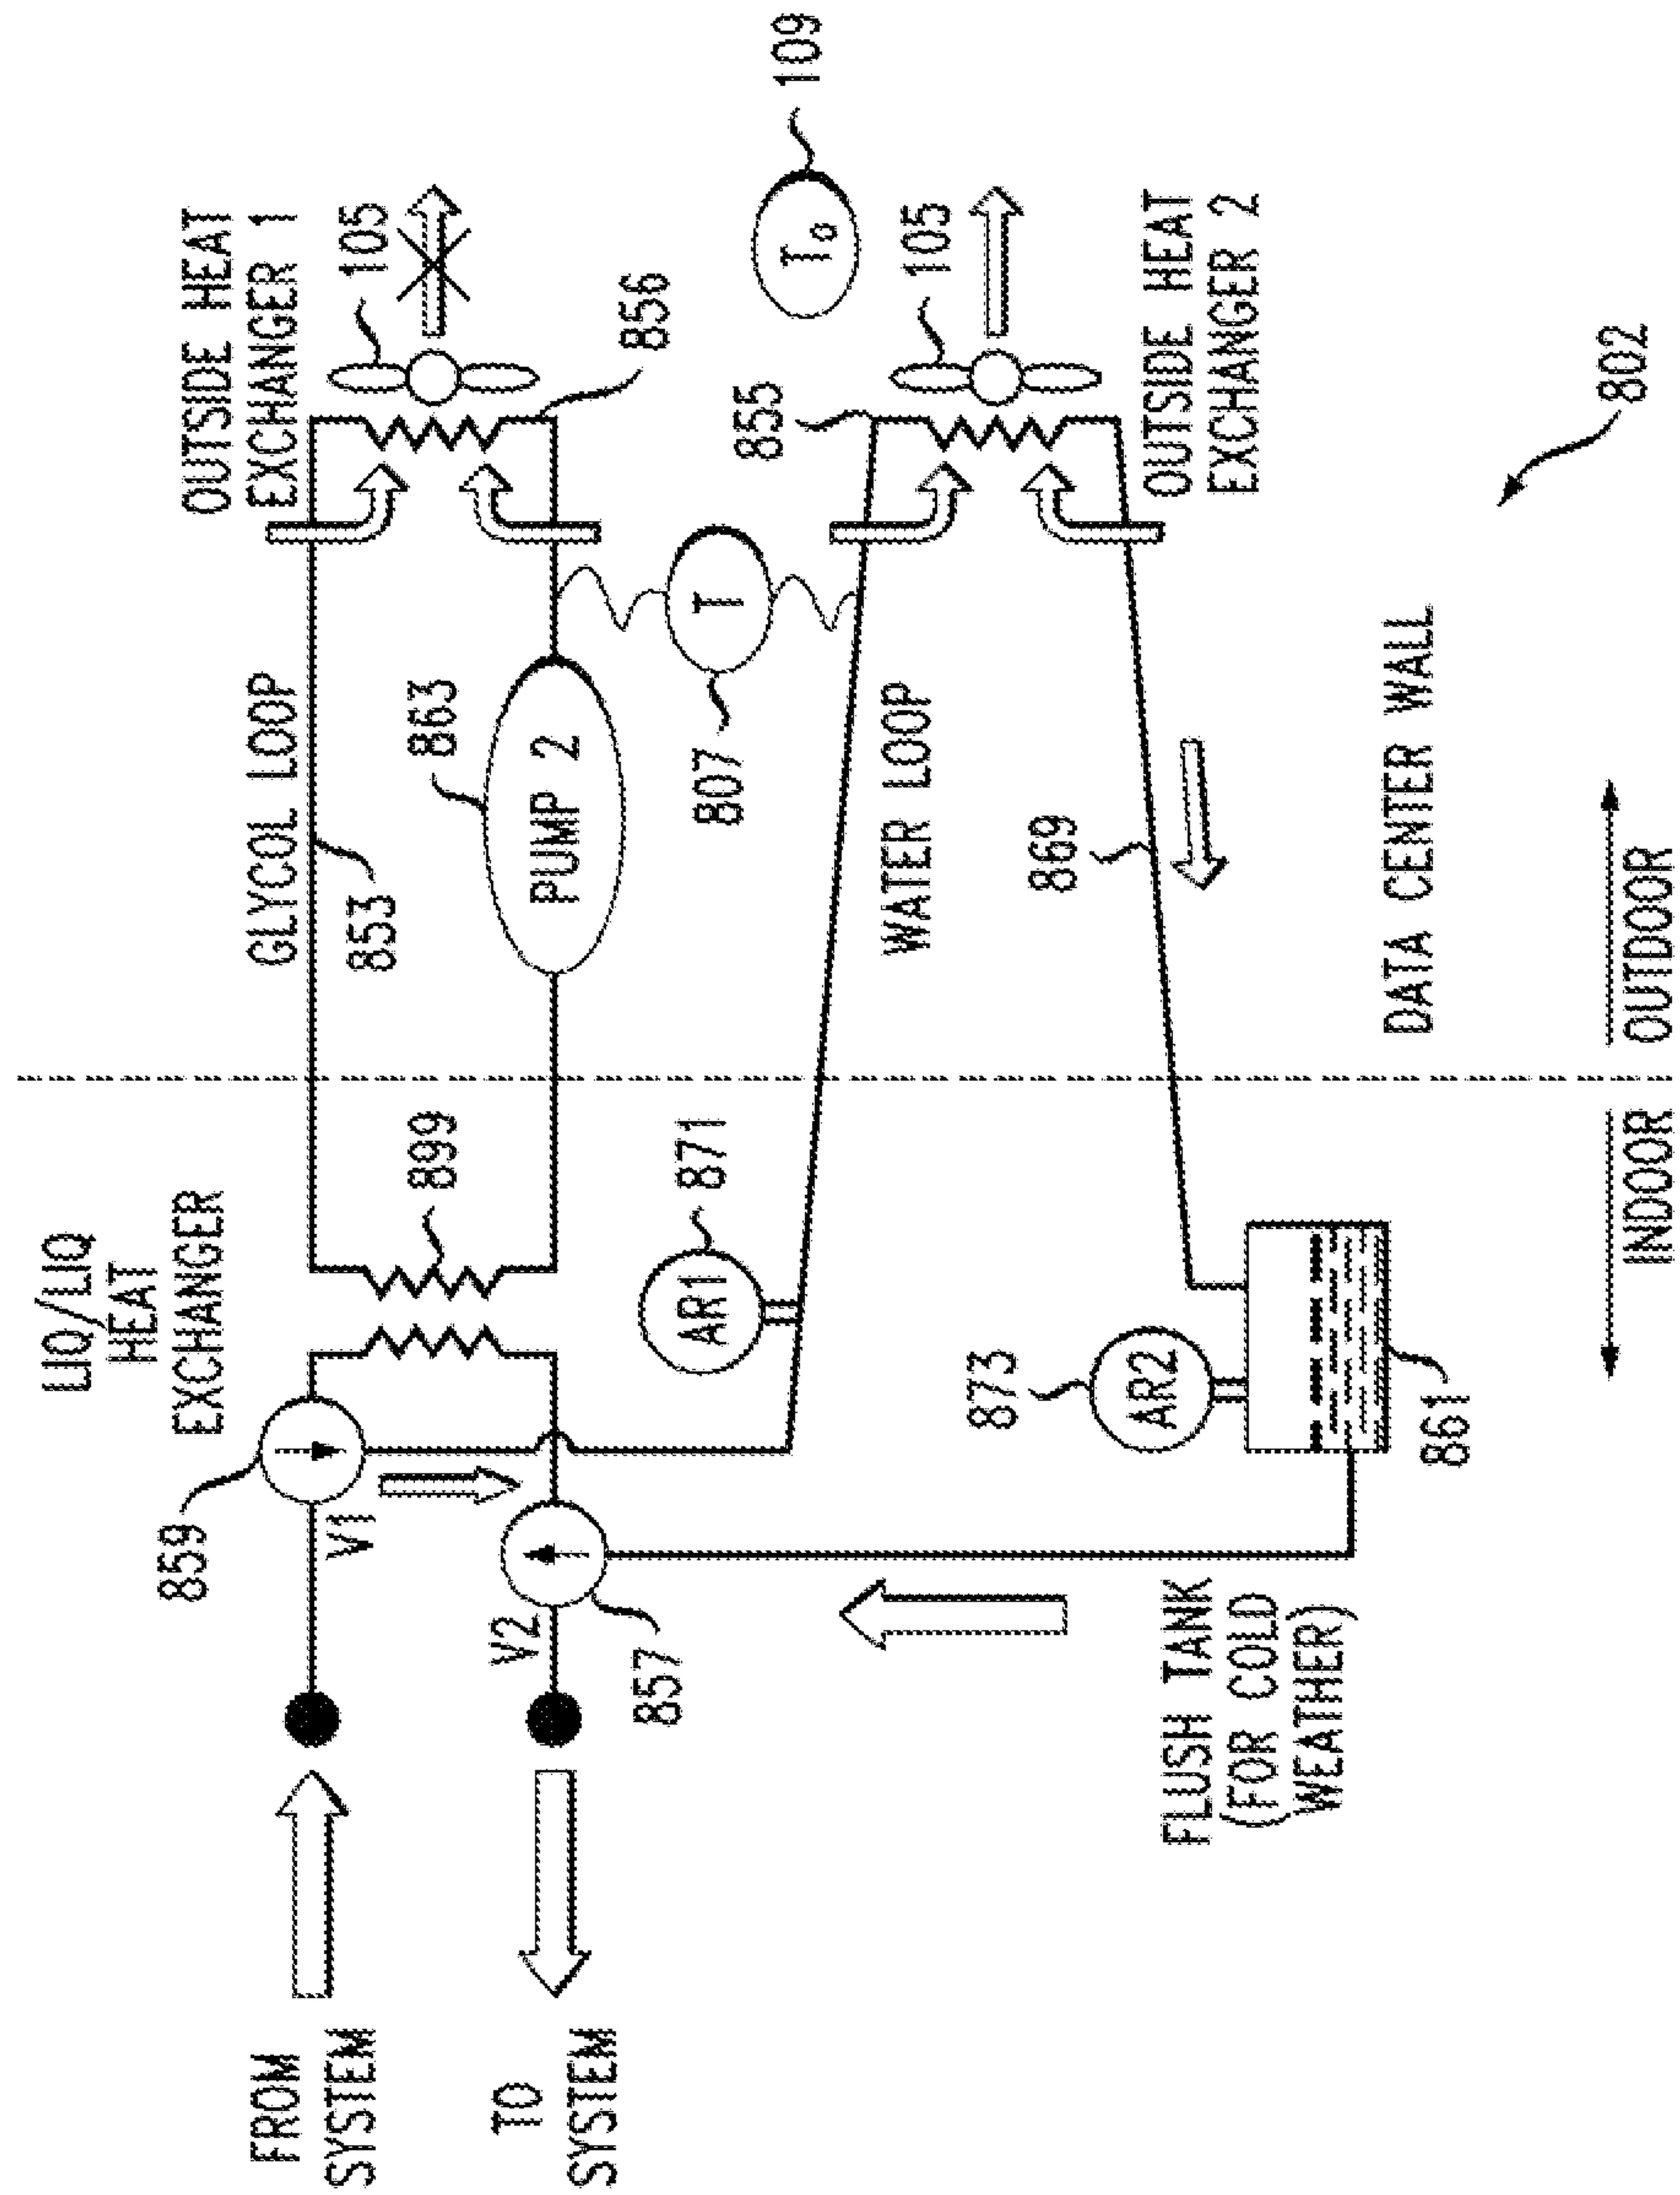 LIQ/LIQ
HEAT
EXCHANGER
899
859
V1
FROM
SYSTEM
TO
SYSTEM
V2
857
GLYCOL LOOP
853
863
PUMP 2
OUTSIDE HEAT
EXCHANGER 1
105
856
T
807
T₀
109
AR1
871
WATER LOOP
855
105
OUTSIDE HEAT
EXCHANGER 2
869
873
AR2
861
FLUSH TANK
(FOR COLD
WEATHER)
DATA CENTER WALL
INDOOR
OUTDOOR
802